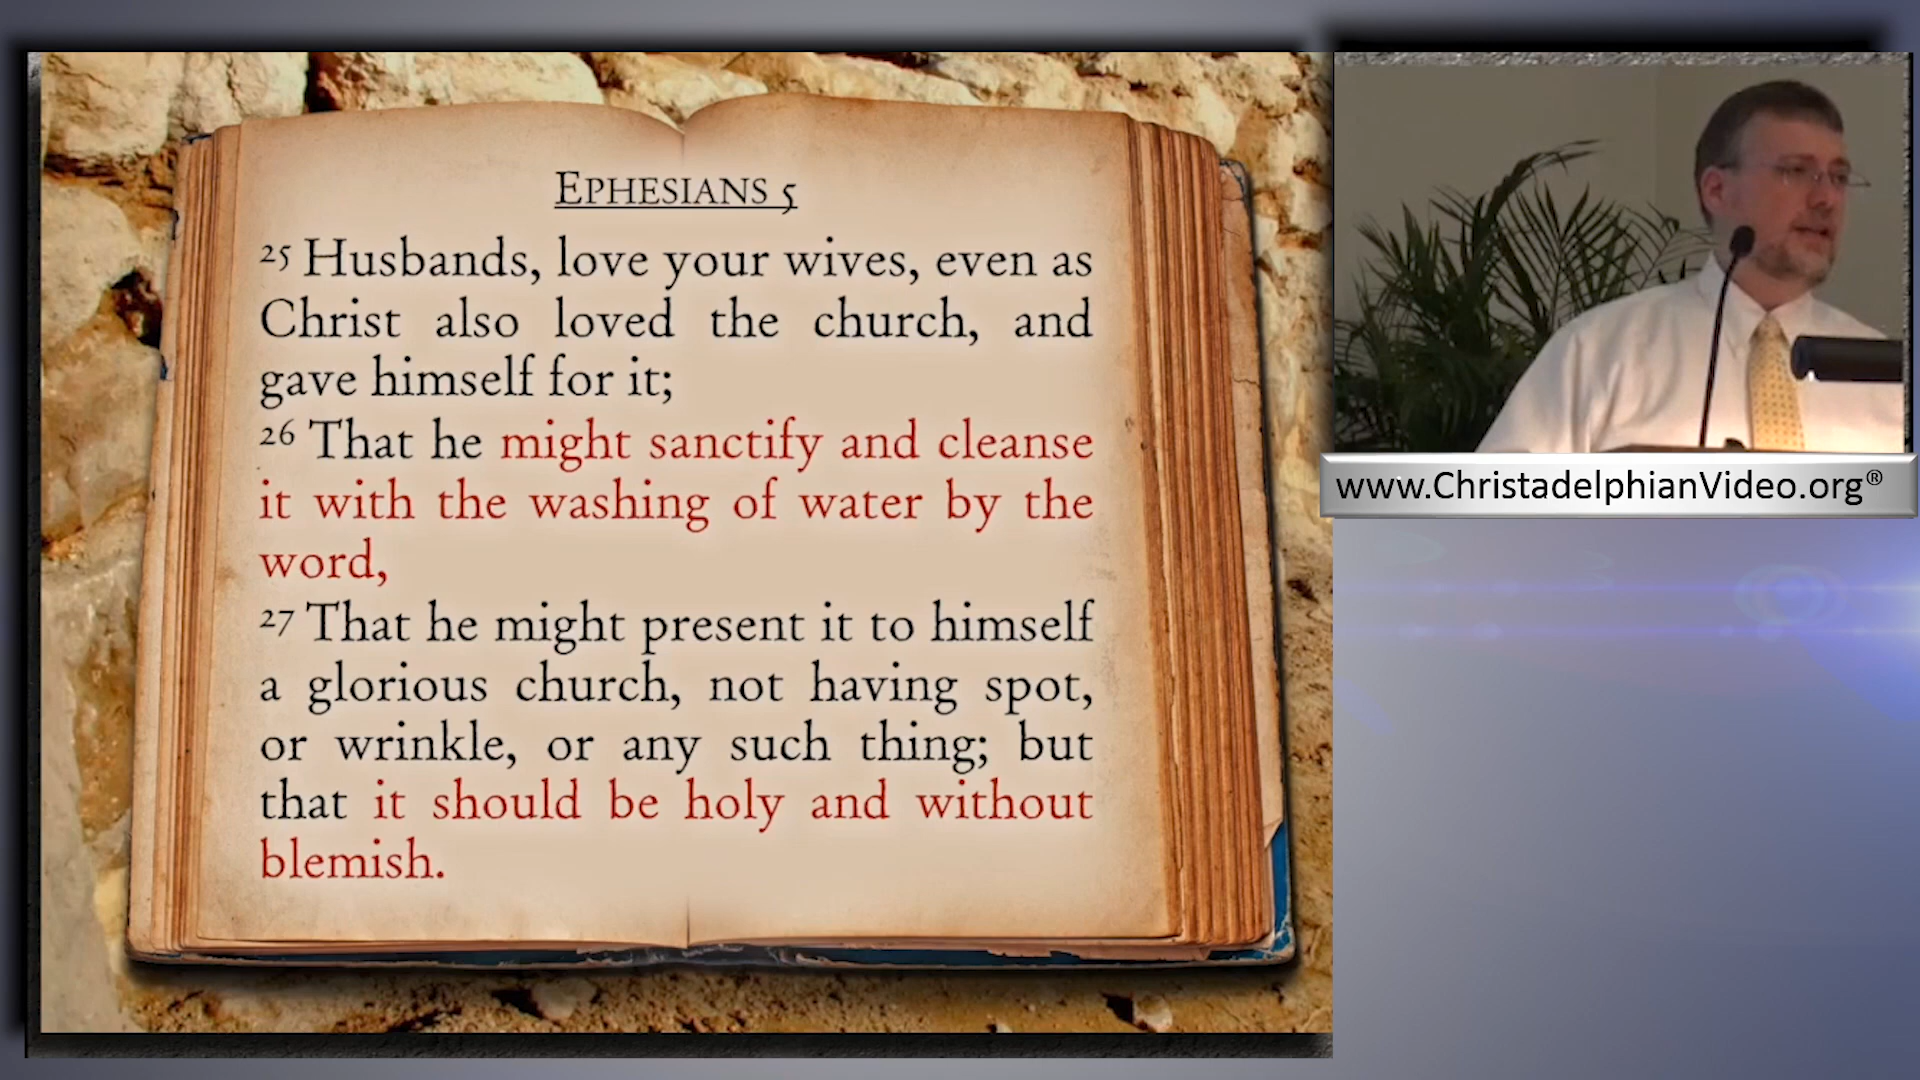 EPHESIANS 5
25 Husbands, love your wives, even as
Christ also loved the church, and
gave himself for it;
26 That he might sanctify and cleanse
it with the washing of water by the
word,
27 That he might present it to himself
a glorious church, not having spot,
or wrinkle, or any such thing; but
that it should be holy and without
blemish.
www.ChristadelphianVideo.org®